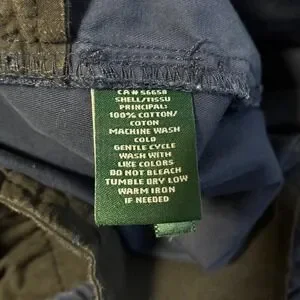 CA# 56658
SHELL/TISSU
PRINCIPAL:
100% COTTON/
COTON
MACHINE WASH
COLD
GENTLE CYCLE
WASH WITH
LIKE COLORS
DO NOT BLEACH
TUMBLE DRY LOW
WARM IRON
IF NEEDED